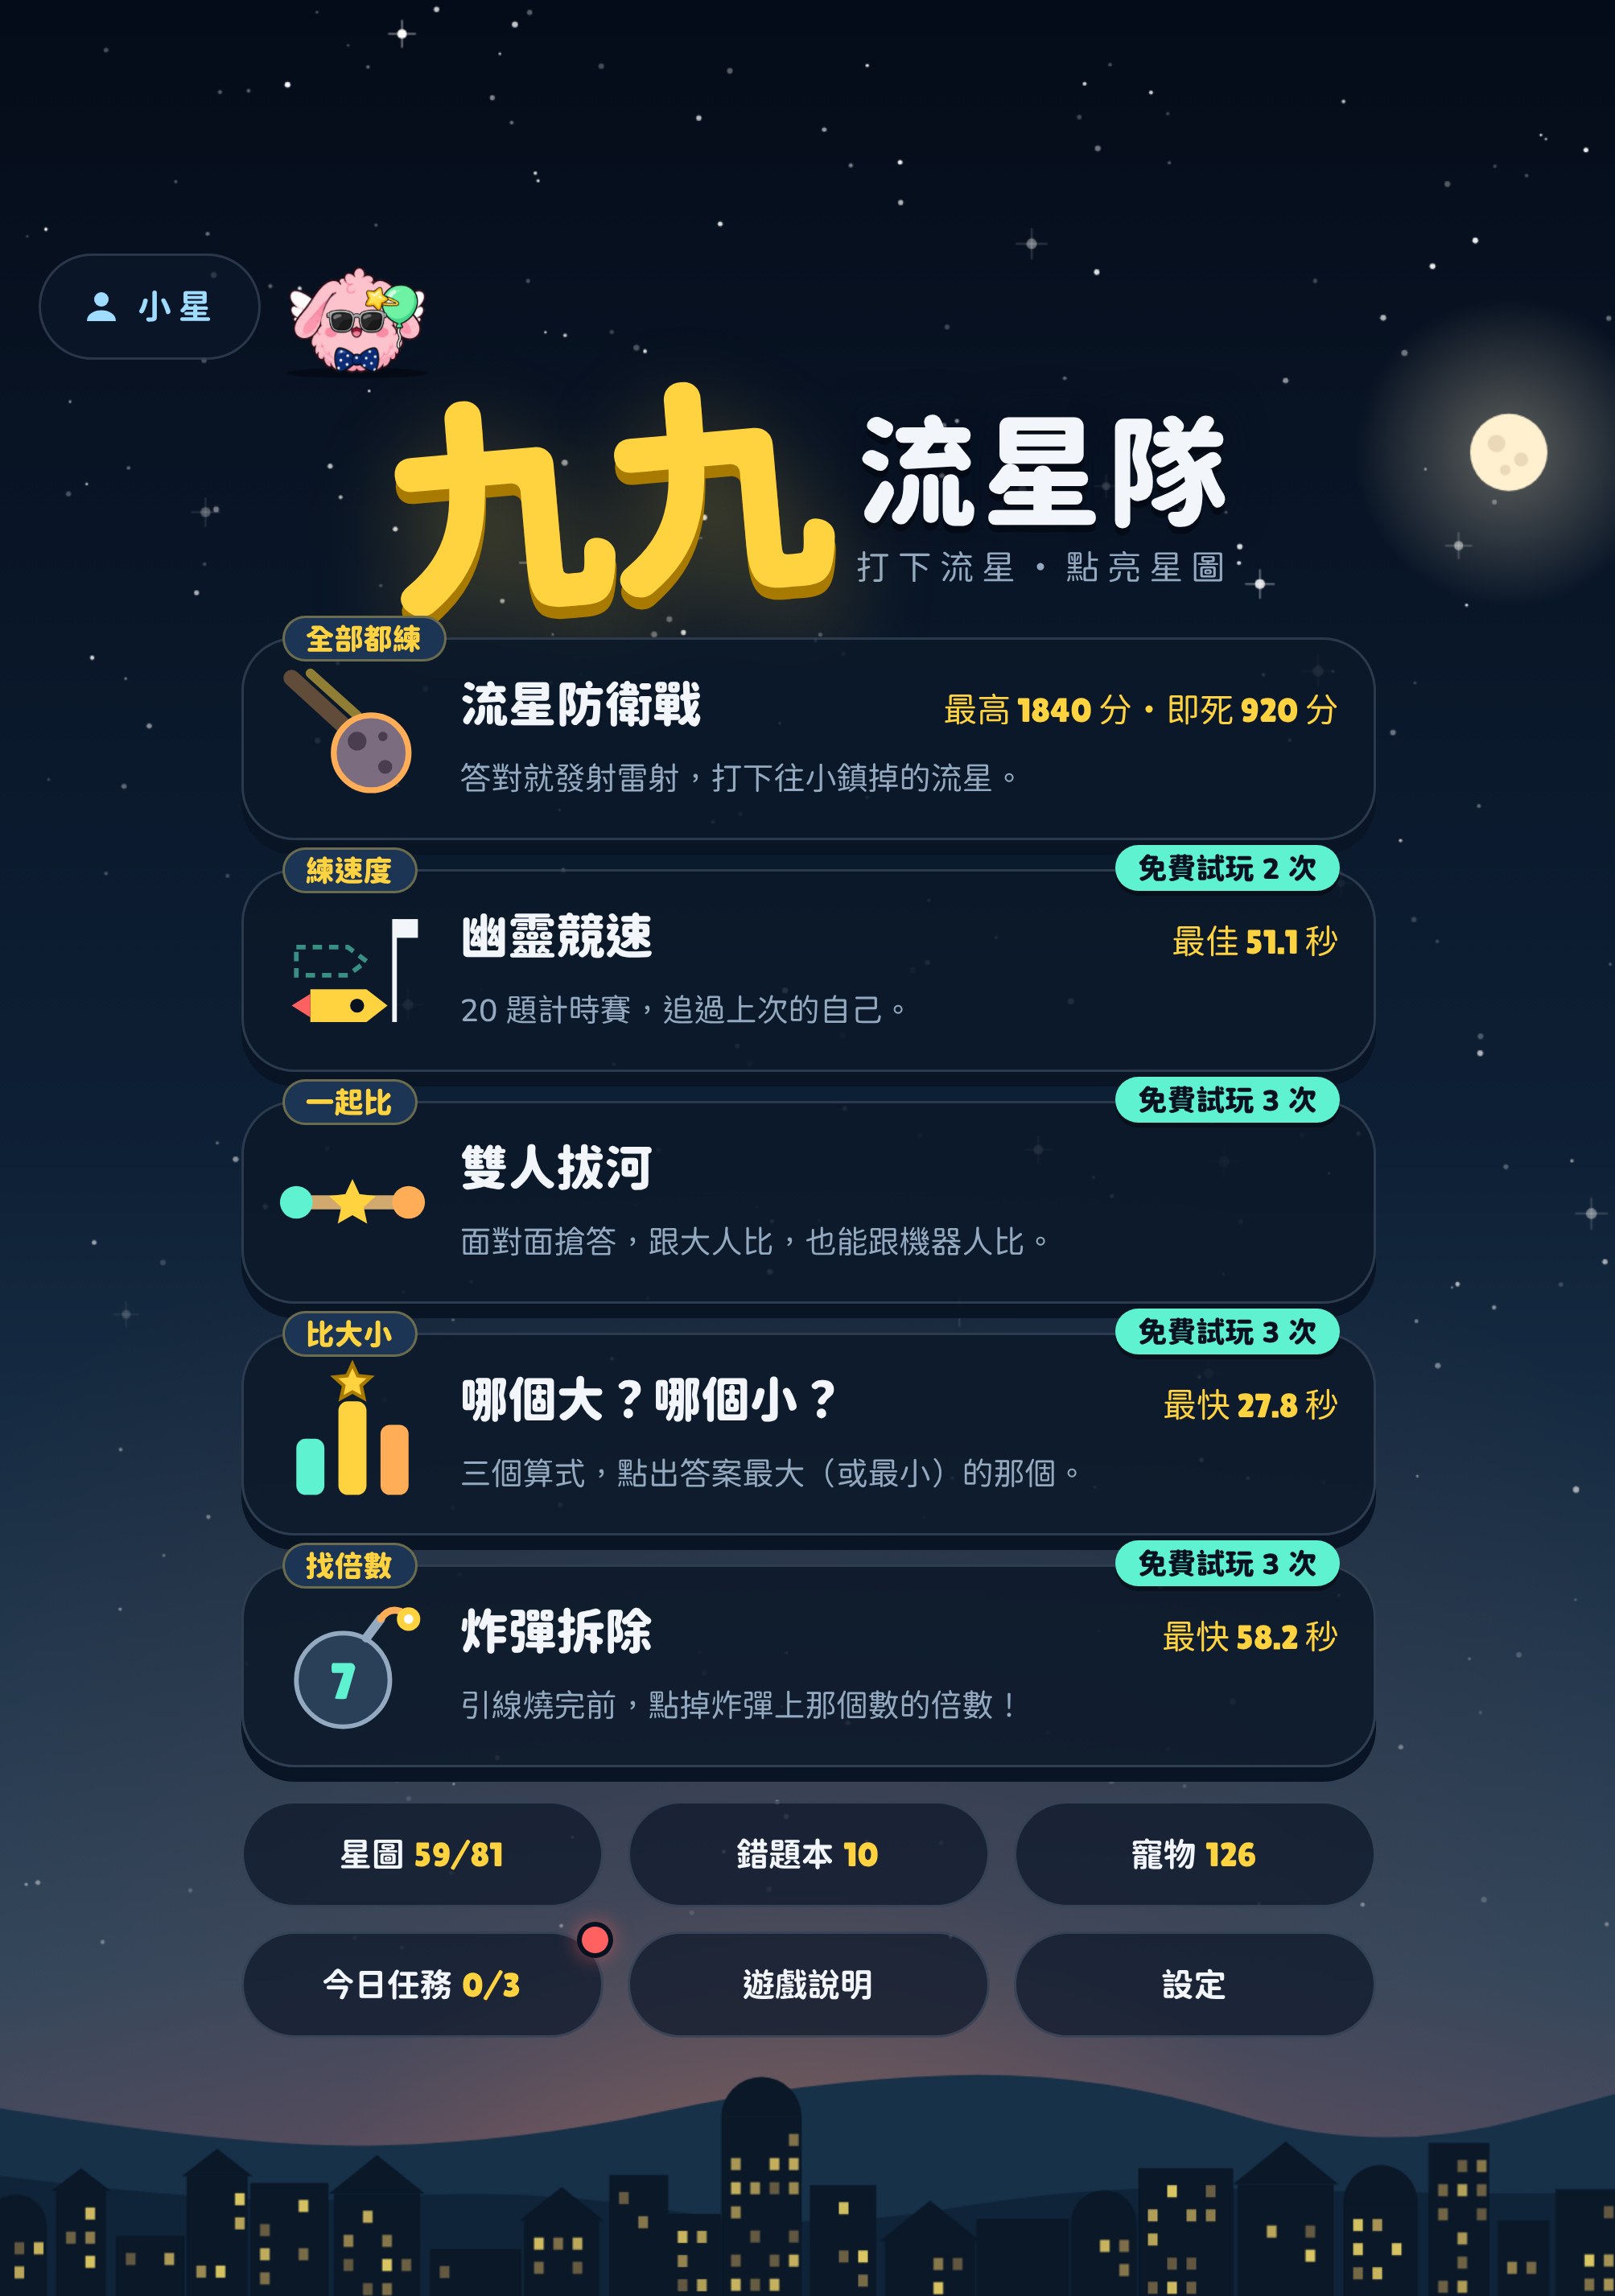 小星
九九 流星隊
打下流星・點亮星圖
全部都練
流星防衛戰
最高 1840 分・即死 920 分
答對就發射雷射，打下往小鎮掉的流星。
練速度
免費試玩 2 次
幽靈競速
最佳 51.1 秒
20 題計時賽，追過上次的自己。
一起比
免費試玩 3 次
雙人拔河
面對面搶答，跟大人比，也能跟機器人比。
比大小
免費試玩 3 次
哪個大？哪個小？
最快 27.8 秒
三個算式，點出答案最大（或最小）的那個。
找倍數
免費試玩 3 次
7
炸彈拆除
最快 58.2 秒
引線燒完前，點掉炸彈上那個數的倍數！
星圖 59/81
錯題本 10
寵物 126
今日任務 0/3
遊戲說明
設定